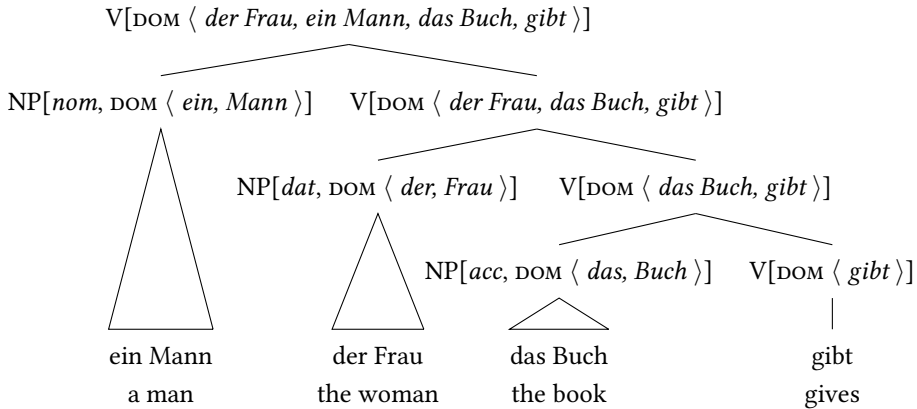 V[DOM ⟨ der Frau, ein Mann, das Buch, gibt ⟩]
NP[nom, DOM ⟨ ein, Mann ⟩] V[DOM ⟨ der Frau, das Buch, gibt ⟩]
NP[dat, DOM ⟨ der, Frau ⟩] V[DOM ⟨ das Buch, gibt ⟩]
NP[acc, DOM ⟨ das, Buch ⟩] V[DOM ⟨ gibt ⟩]
ein Mann der Frau das Buch gibt
a man the woman the book gives